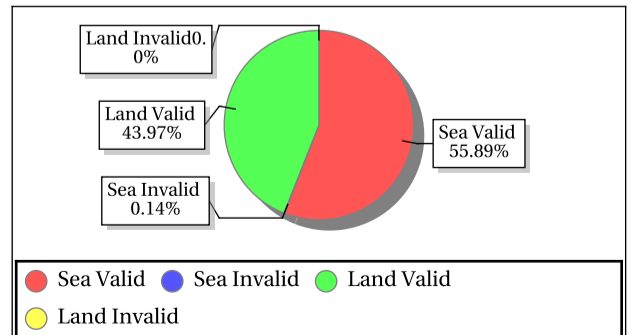 Land Invalid0.
0%
Land Valid
43.97%
Sea Valid
55.89%
Sea Invalid
0.14%
Sea Valid Sea Invalid Land Valid
Land Invalid